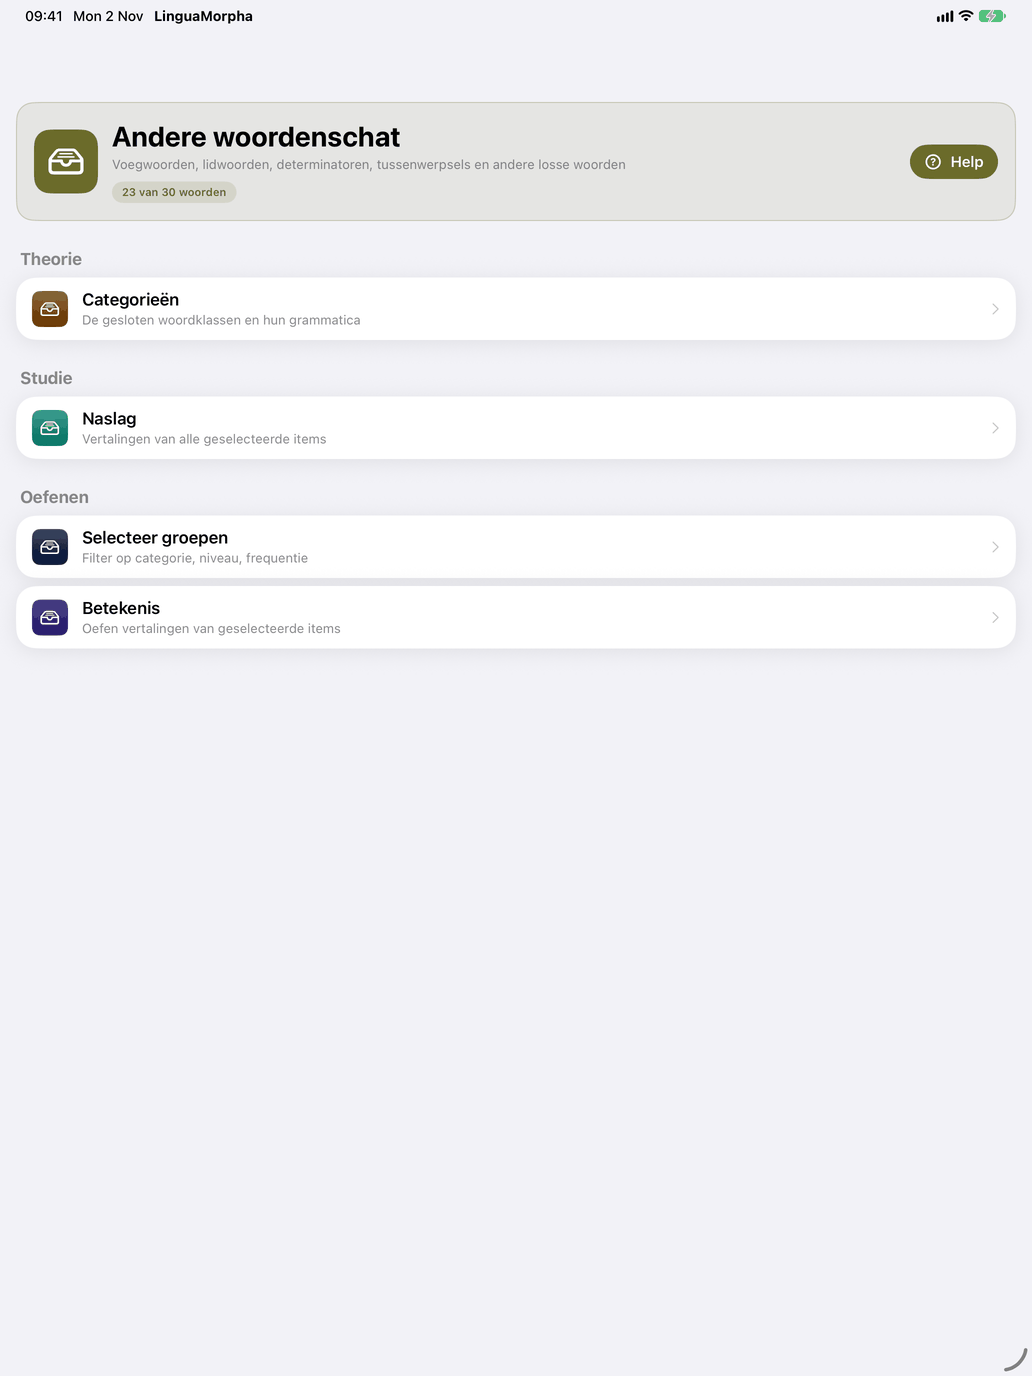 09:41 Mon 2 Nov LinguaMorpha
Andere woordenschat
Voegwoorden, lidwoorden, determinatoren, tussenwerpsels en andere losse woorden
23 van 30 woorden
Help
Theorie
Categorieën
De gesloten woordklassen en hun grammatica
Studie
Naslag
Vertalingen van alle geselecteerde items
Oefenen
Selecteer groepen
Filter op categorie, niveau, frequentie
Betekenis
Oefen vertalingen van geselecteerde items